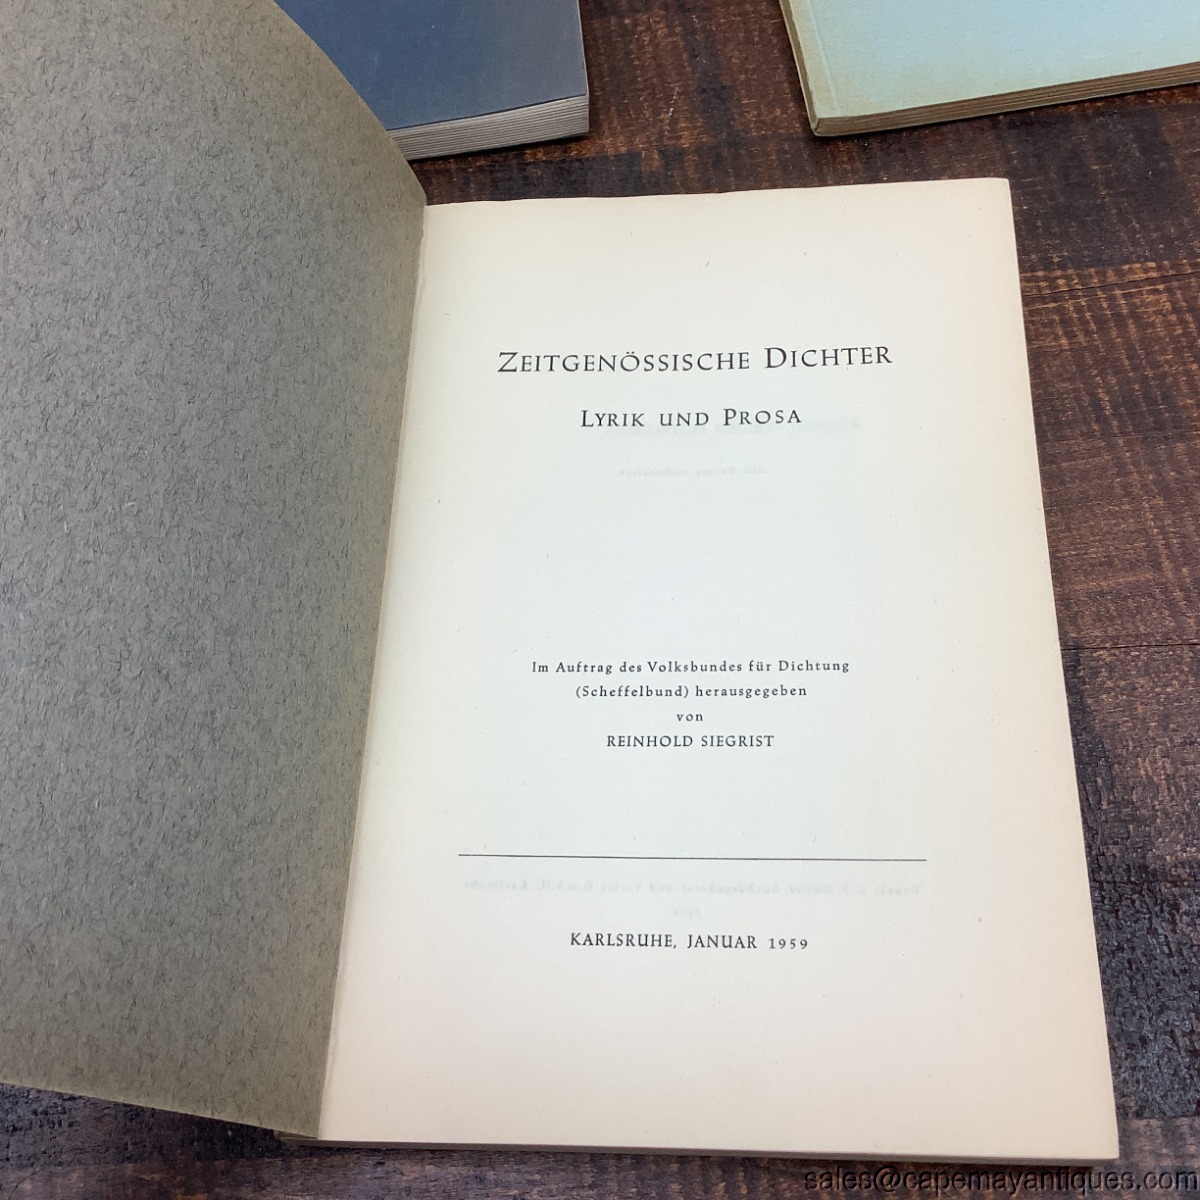 ZEITGENÖSSISCHE DICHTER
LYRIK UND PROSA
Im Auftrag des Volksbundes für Dichtung
(Scheffelbund) herausgegeben
von
REINHOLD SIEGRIST
KARLSRUHE, JANUAR 1959
sales@capemayantiques.com